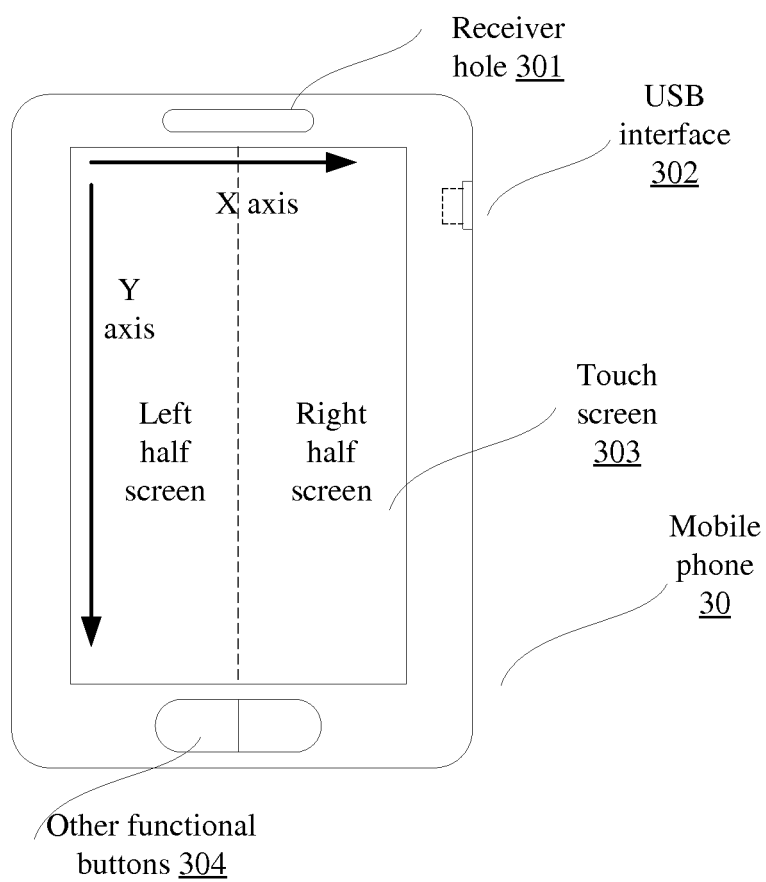 Receiver
hole 301
USB
interface
302
X axis
Y
axis
Touch
screen
303
Left
half
screen
Right
half
screen
Mobile
phone
30
Other functional
buttons 304